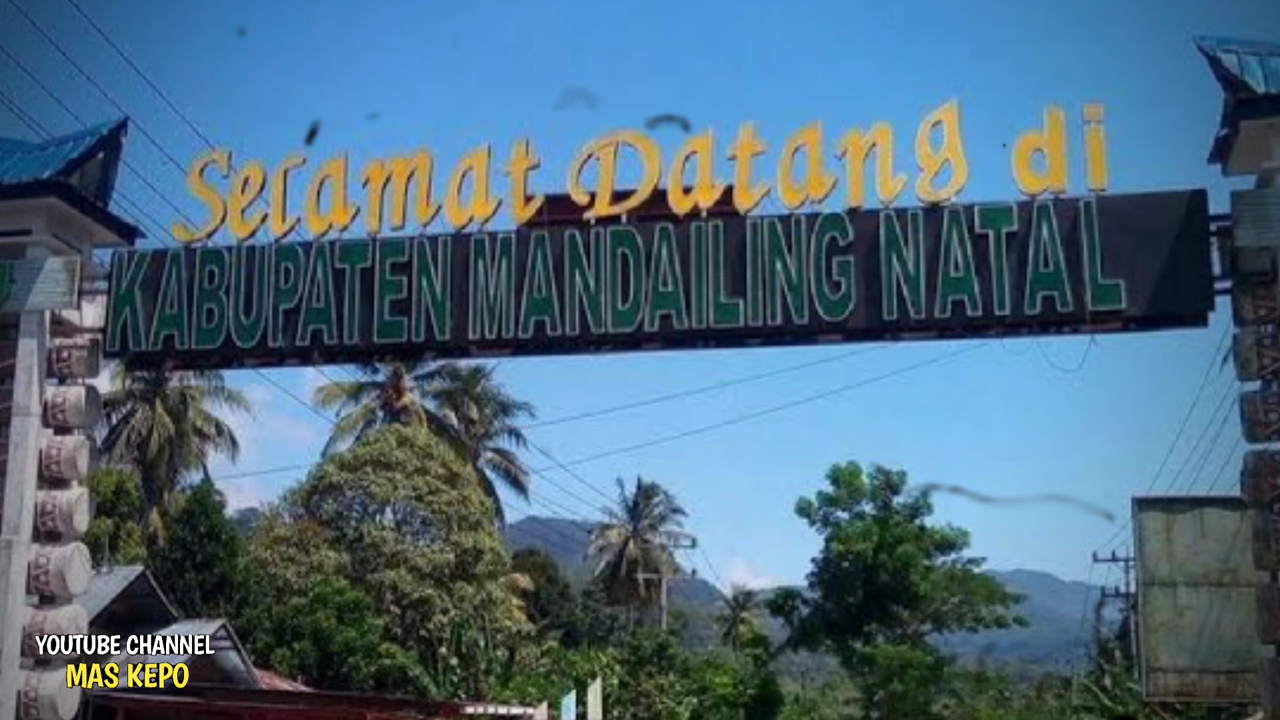 Selamat Datang di
KABUPATEN MANDAILING NATAL
YOUTUBE CHANNEL
MAS KEPO